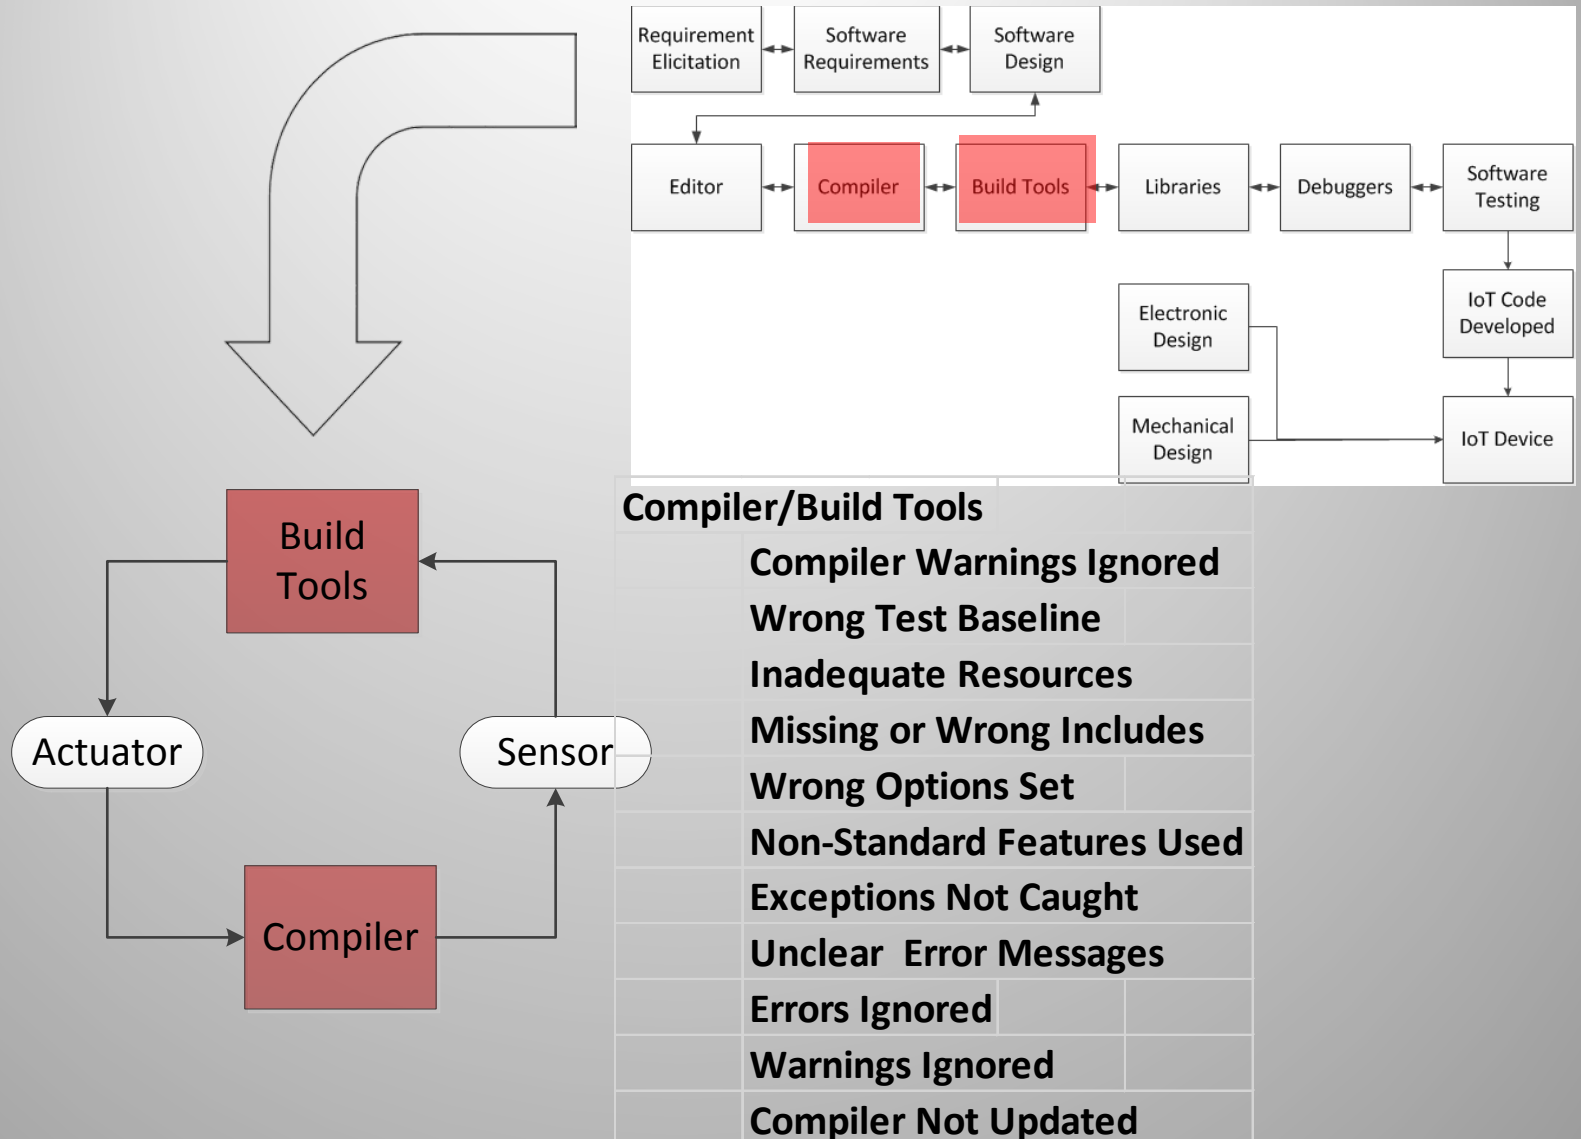 Requirement
Elicitation
Software
Requirements
Software
Design
Editor
Compiler
Build Tools
Libraries
Debuggers
Software
Testing
Electronic
Design
IoT Code
Developed
Mechanical
Design
IoT Device
Build
Tools
Actuator
Sensor
Compiler
Compiler/Build Tools
Compiler Warnings Ignored
Wrong Test Baseline
Inadequate Resources
Missing or Wrong Includes
Wrong Options Set
Non-Standard Features Used
Exceptions Not Caught
Unclear  Error Messages
Errors Ignored
Warnings Ignored
Compiler Not Updated